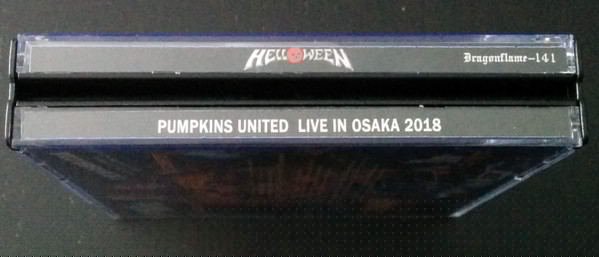 HELLOWEEN Dragonflame-141
PUMPKINS UNITED LIVE IN OSAKA 2018